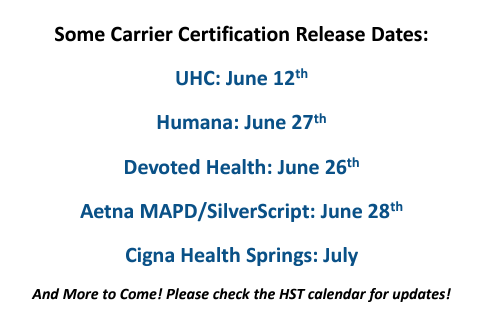 Some Carrier Certification Release Dates:
UHC: June 12th
Humana: June 27th
Devoted Health: June 26th
Aetna MAPD/SilverScript: June 28th
Cigna Health Springs: July
And More to Come! Please check the HST calendar for updates!